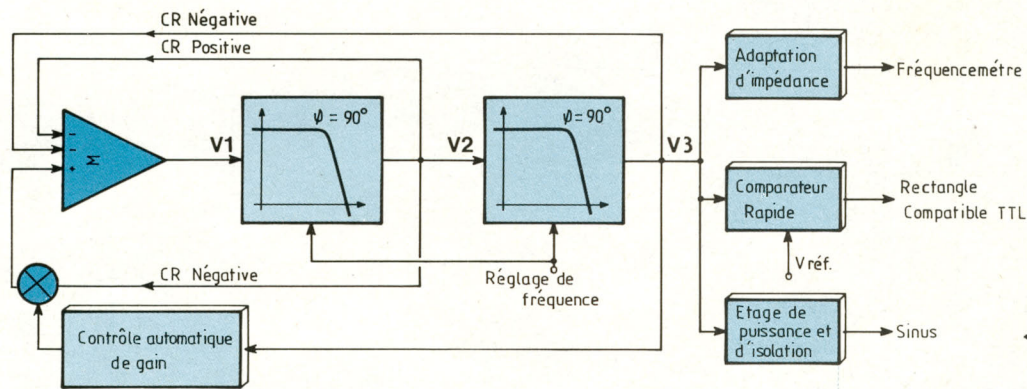 CR Négative
CR Positive
-
-
+
Σ
V1
ψ = 90°
V2
ψ = 90°
V3
Adaptation
d'impédance
Fréquencemétre
Comparateur
Rapide
Rectangle
Compatible TTL
Vréf.
Réglage de
fréquence
CR Négative
Contrôle automatique
de gain
Etage de
puissance et
d'isolation
Sinus